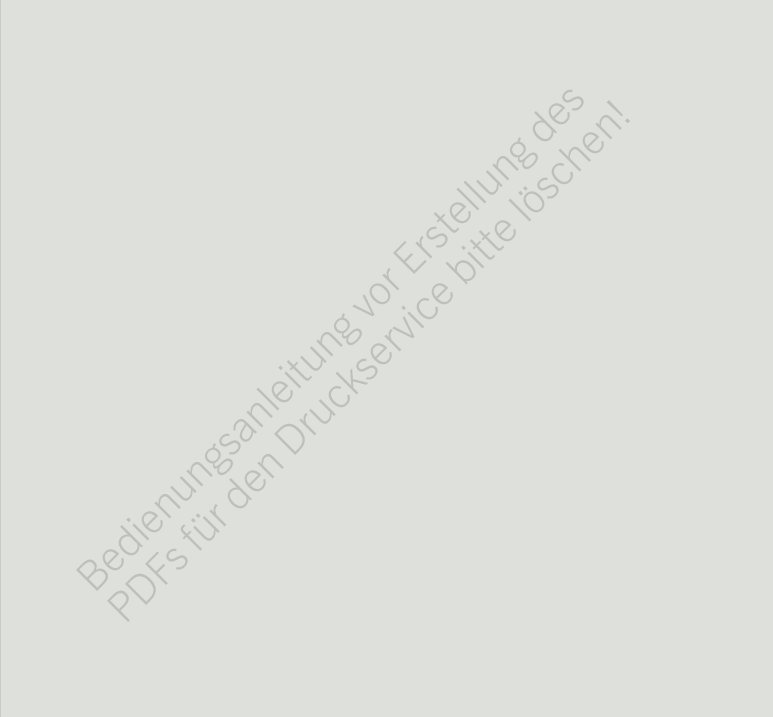 Bedienungsanleitung vor Erstellung des
PDFs für den Druckservice bitte löschen!